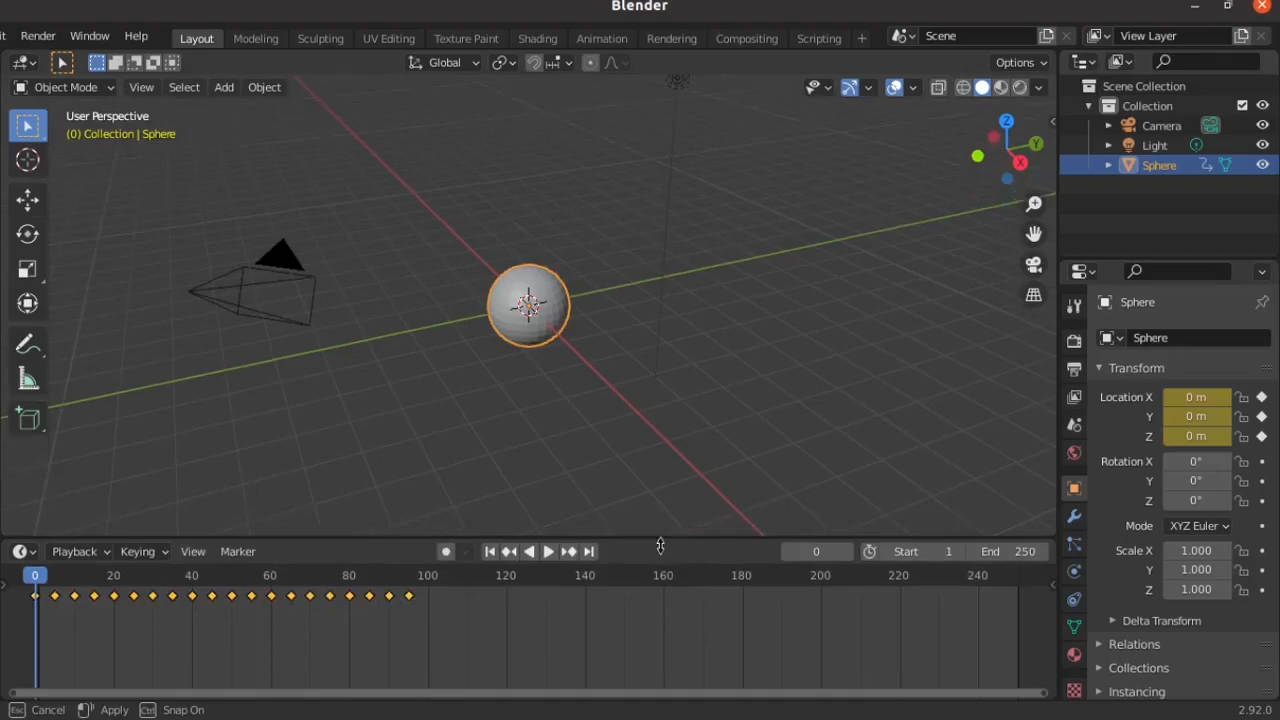 Blender
it Render Window Help Layout Modeling Sculpting UV Editing Texture Paint Shading Animation Rendering Compositing Scripting + Scene View Layer
Global Options
Object Mode View Select Add Object
User Perspective
(0) Collection | Sphere
Z
Y
X
Scene Collection
Collection
Camera
Light
Sphere
Sphere
Sphere
Transform
Location X 0 m
Y 0 m
Z 0 m
Rotation X 0°
Y 0°
Z 0°
Mode XYZ Euler
Scale X 1.000
Y 1.000
Z 1.000
Delta Transform
Relations
Collections
Instancing
Playback Keying View Marker 0 Start 1 End 250
0 20 40 60 80 100 120 140 160 180 200 220 240
Esc Cancel Apply Ctrl Snap On 2.92.0